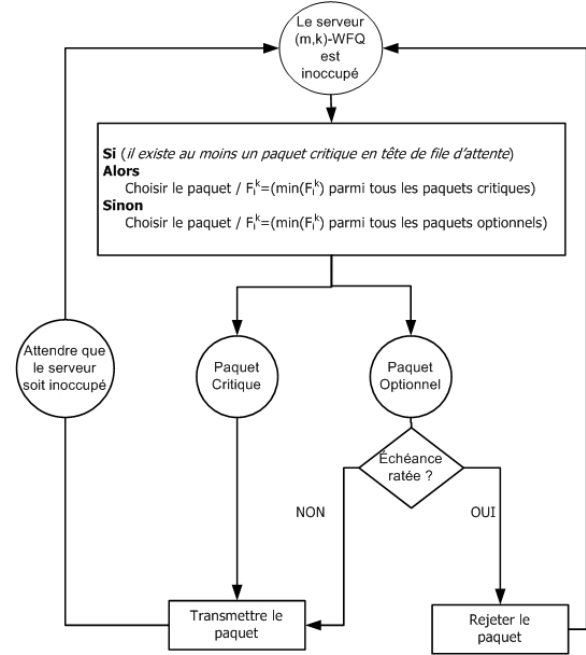 Le serveur
(m,k)-WFQ
est
inoccupé
Si (il existe au moins un paquet critique en tête de file d'attente)
Alors
Choisir le paquet / Fᵢᵏ=(min(Fᵢᵏ) parmi tous les paquets critiques)
Sinon
Choisir le paquet / Fᵢᵏ=(min(Fᵢᵏ) parmi tous les paquets optionnels)
Attendre que
le serveur
soit inoccupé
Paquet
Critique
Paquet
Optionnel
Échéance
ratée ?
NON
OUI
Transmettre le
paquet
Rejeter le
paquet